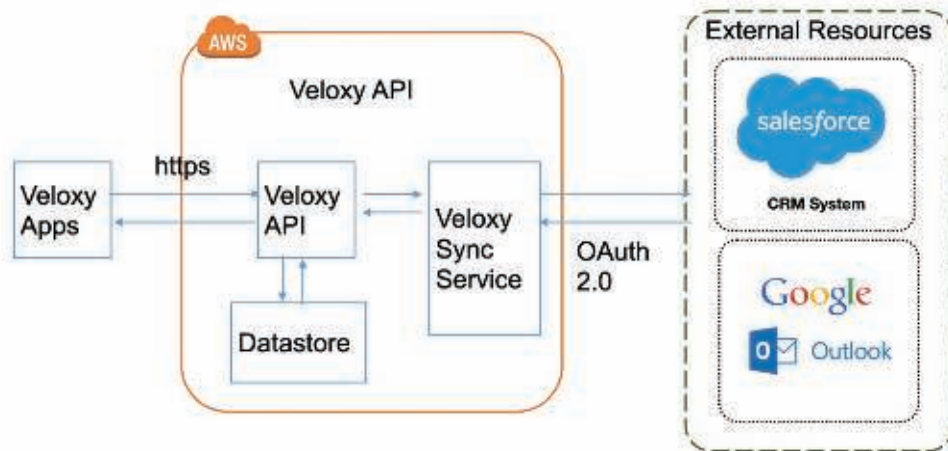 AWS
Veloxy API
https
Veloxy
Apps
Veloxy
API
Datastore
Veloxy
Sync
Service
OAuth
2.0
External Resources
salesforce
CRM System
Google
O
Outlook